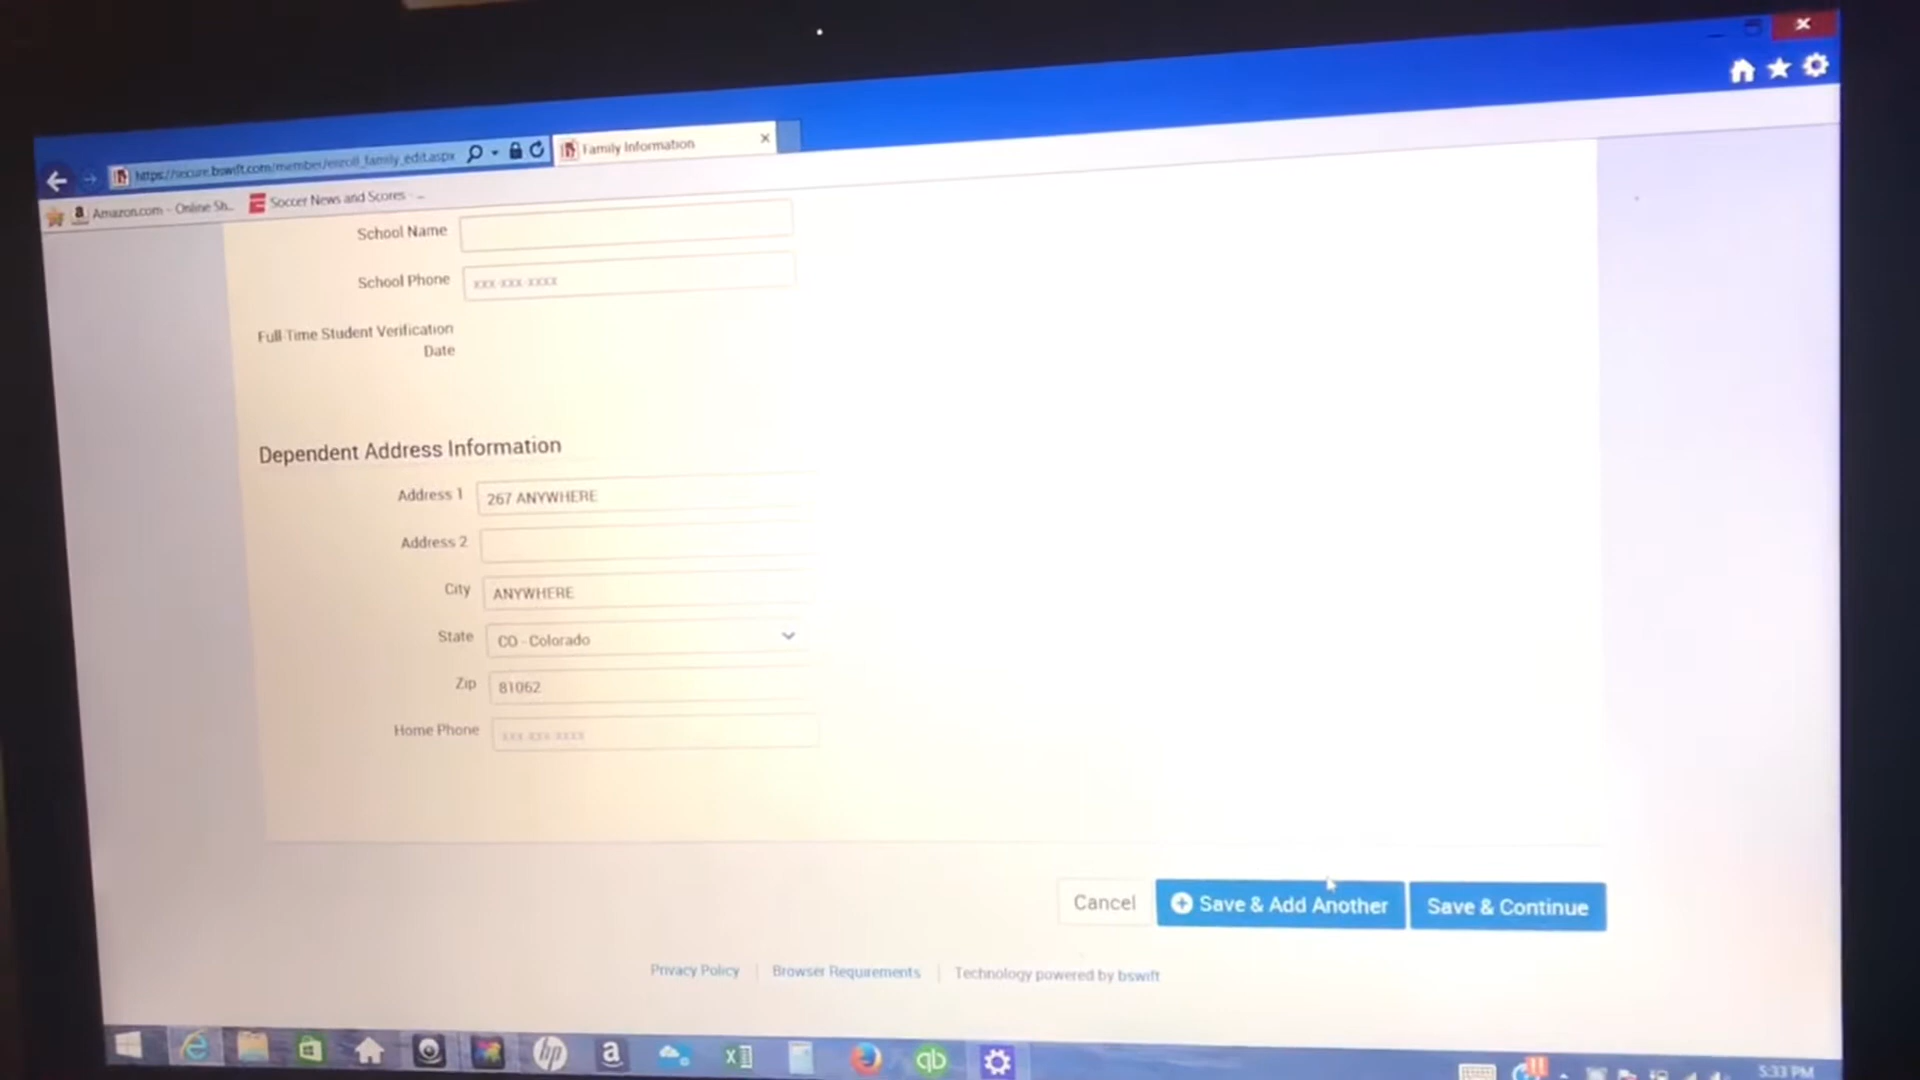 https://secure.bswift.com/member/enroll_family_edit.aspx
Family Information
Amazon.com - Online Sh...
Soccer News and Scores - ...
School Name
School Phone xxx-xxx-xxxx
Full Time Student Verification
Date
Dependent Address Information
Address 1 267 ANYWHERE
Address 2
City ANYWHERE
State CO - Colorado
Zip 81062
Home Phone xxx-xxx-xxxx
Cancel Save & Add Another Save & Continue
Privacy Policy Browser Requirements Technology powered by bswift
hp a qb
11
5:33 PM